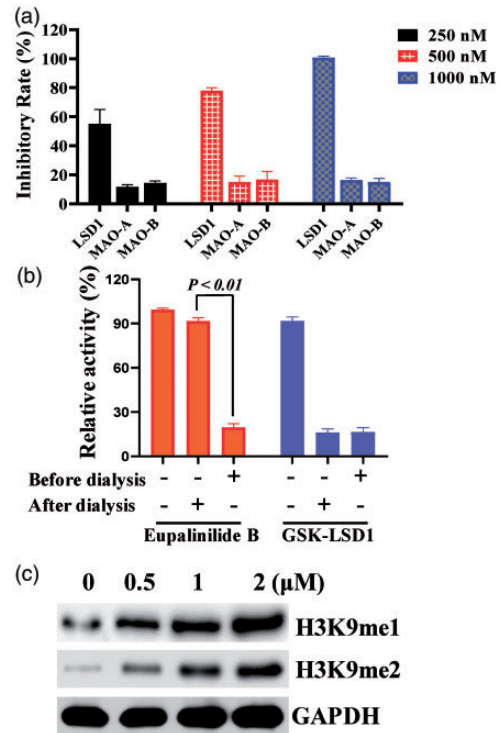 (a)
Inhibitory Rate (%)
120
100
80
60
40
20
0
LSD1 MAO-A MAO-B LSD1 MAO-A MAO-B LSD1 MAO-A MAO-B
250 nM
500 nM
1000 nM
(b)
Relative activity (%)
120
90
60
30
0
P < 0.01
Before dialysis - - + - - +
After dialysis - + - - + -
Eupalinilide B GSK-LSD1
(c)
0 0.5 1 2 (μM)
H3K9me1
H3K9me2
GAPDH